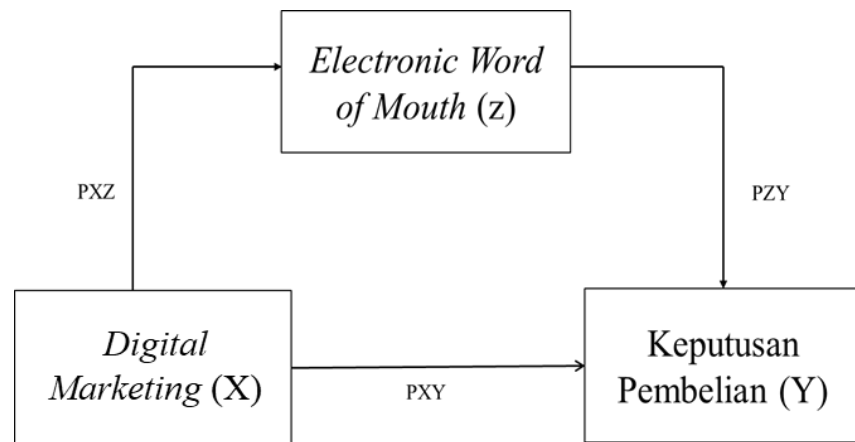 Electronic Word
of Mouth (z)
PXZ
PZY
Digital
Marketing (X)
PXY
Keputusan
Pembelian (Y)